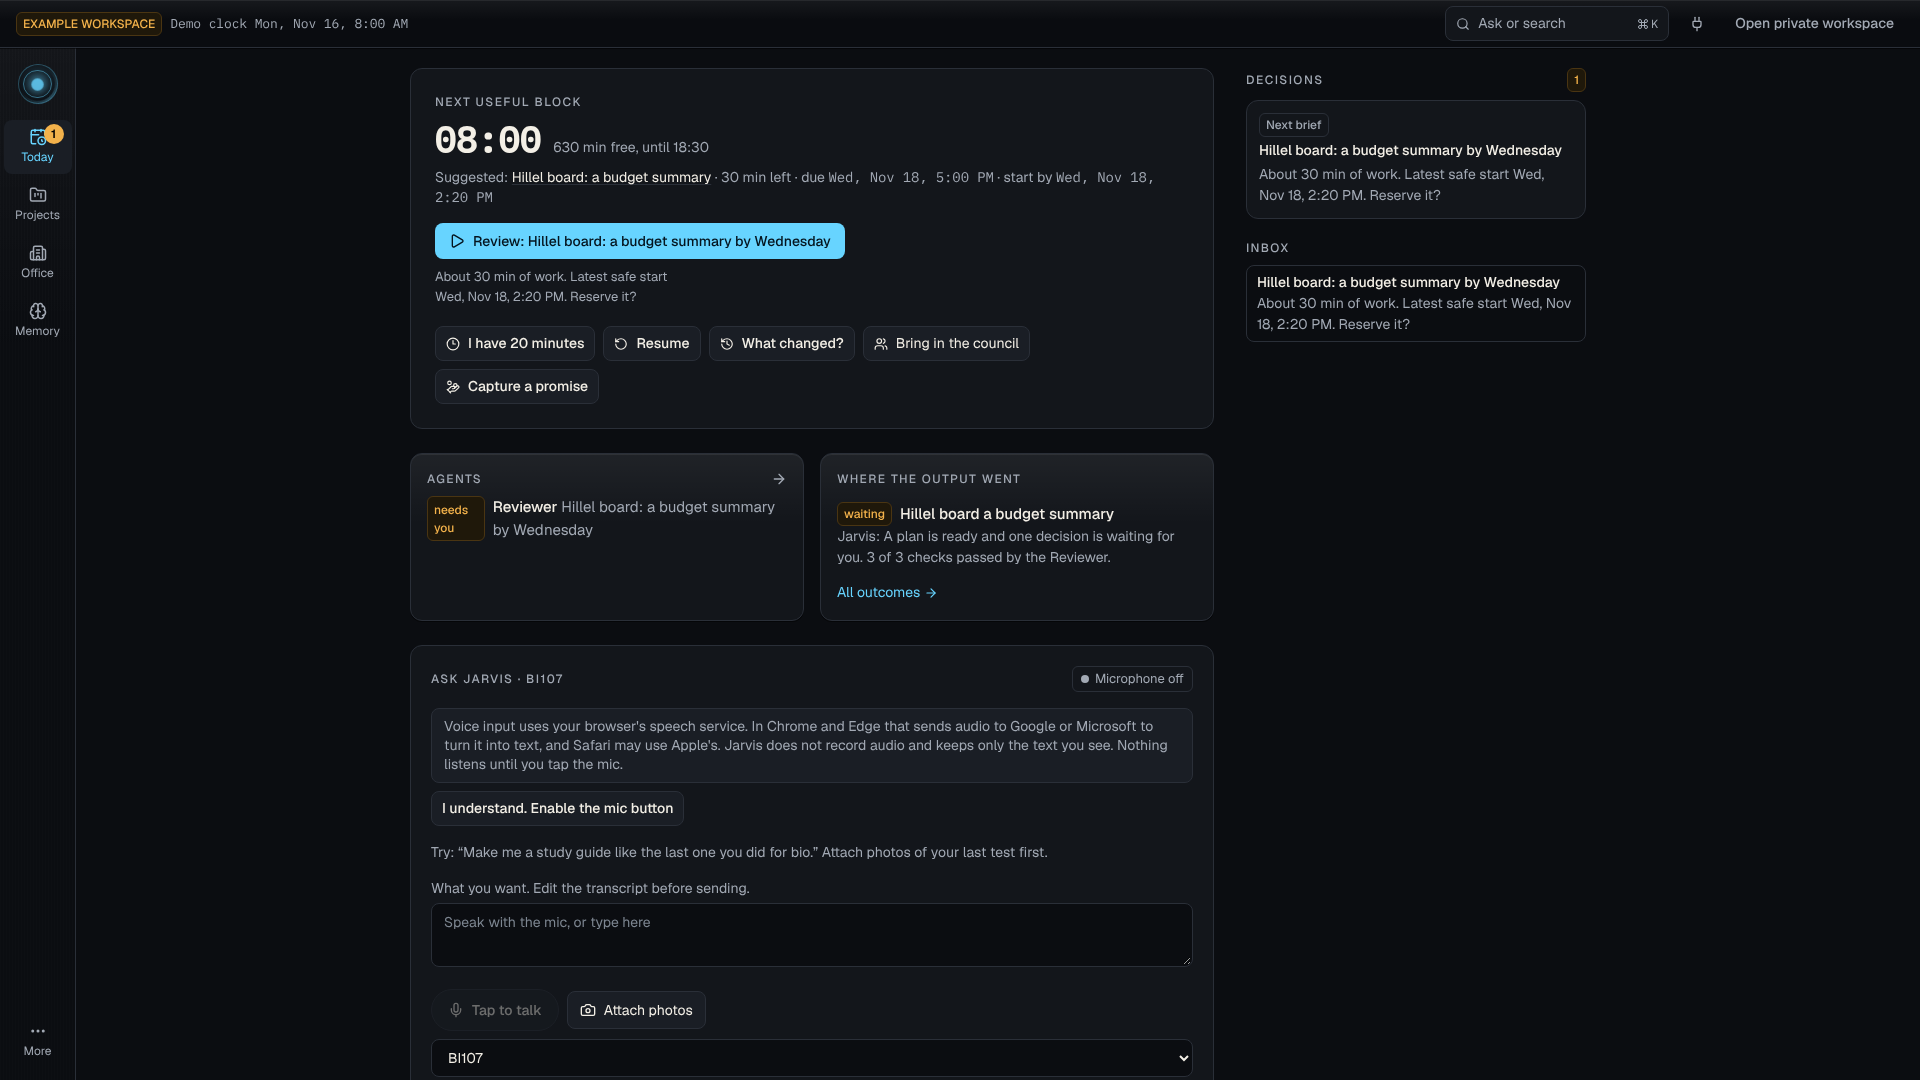 EXAMPLE WORKSPACE Demo clock Mon, Nov 16, 8:00 AM
Ask or search ⌘K
Open private workspace
1
Today
Projects
Office
Memory
More
NEXT USEFUL BLOCK
08:00 630 min free, until 18:30
Suggested: Hillel board: a budget summary · 30 min left · due Wed, Nov 18, 5:00 PM · start by Wed, Nov 18,
2:20 PM
Review: Hillel board: a budget summary by Wednesday
About 30 min of work. Latest safe start
Wed, Nov 18, 2:20 PM. Reserve it?
I have 20 minutes
Resume
What changed?
Bring in the council
Capture a promise
AGENTS
needs
you
Reviewer Hillel board: a budget summary
by Wednesday
WHERE THE OUTPUT WENT
waiting Hillel board a budget summary
Jarvis: A plan is ready and one decision is waiting for
you. 3 of 3 checks passed by the Reviewer.
All outcomes →
ASK JARVIS · BI107
Microphone off
Voice input uses your browser's speech service. In Chrome and Edge that sends audio to Google or Microsoft to
turn it into text, and Safari may use Apple's. Jarvis does not record audio and keeps only the text you see. Nothing
listens until you tap the mic.
I understand. Enable the mic button
Try: “Make me a study guide like the last one you did for bio.” Attach photos of your last test first.
What you want. Edit the transcript before sending.
Speak with the mic, or type here
Tap to talk
Attach photos
BI107
DECISIONS
1
Next brief
Hillel board: a budget summary by Wednesday
About 30 min of work. Latest safe start Wed,
Nov 18, 2:20 PM. Reserve it?
INBOX
Hillel board: a budget summary by Wednesday
About 30 min of work. Latest safe start Wed, Nov
18, 2:20 PM. Reserve it?